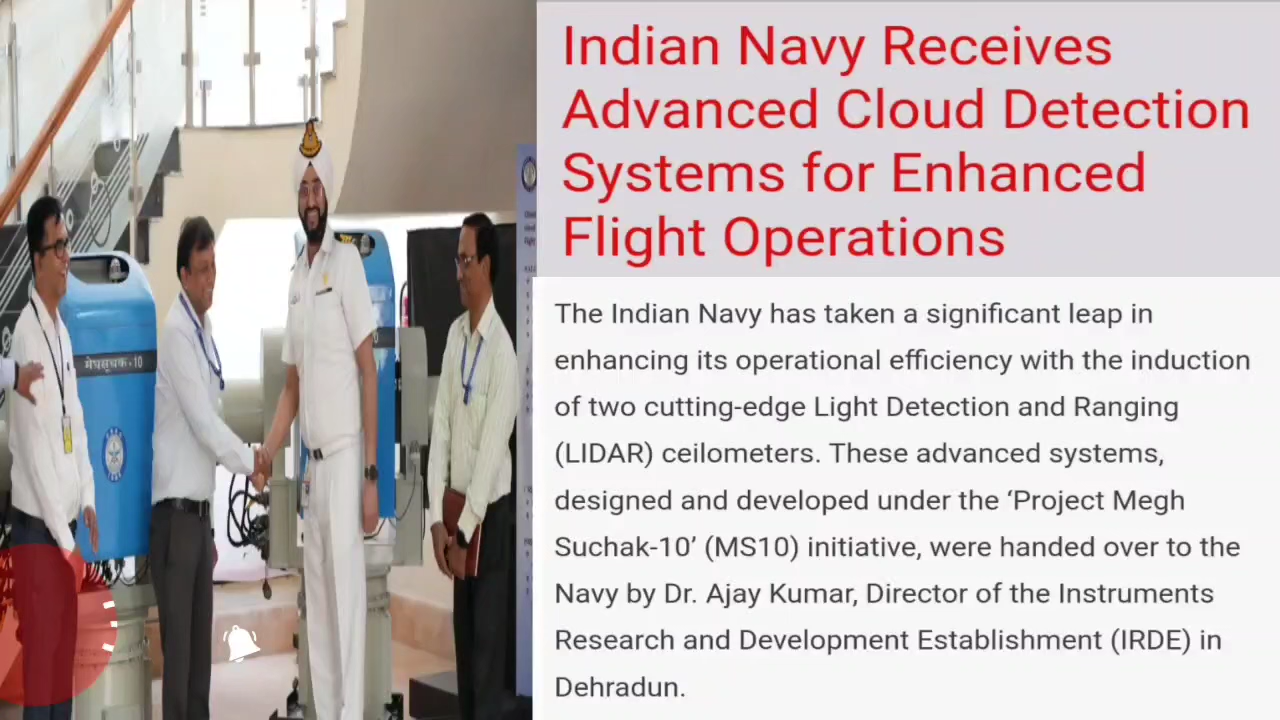 मेघसूचक-10
Indian Navy Receives
Advanced Cloud Detection
Systems for Enhanced
Flight Operations
The Indian Navy has taken a significant leap in
enhancing its operational efficiency with the induction
of two cutting-edge Light Detection and Ranging
(LIDAR) ceilometers. These advanced systems,
designed and developed under the ‘Project Megh
Suchak-10’ (MS10) initiative, were handed over to the
Navy by Dr. Ajay Kumar, Director of the Instruments
Research and Development Establishment (IRDE) in
Dehradun.